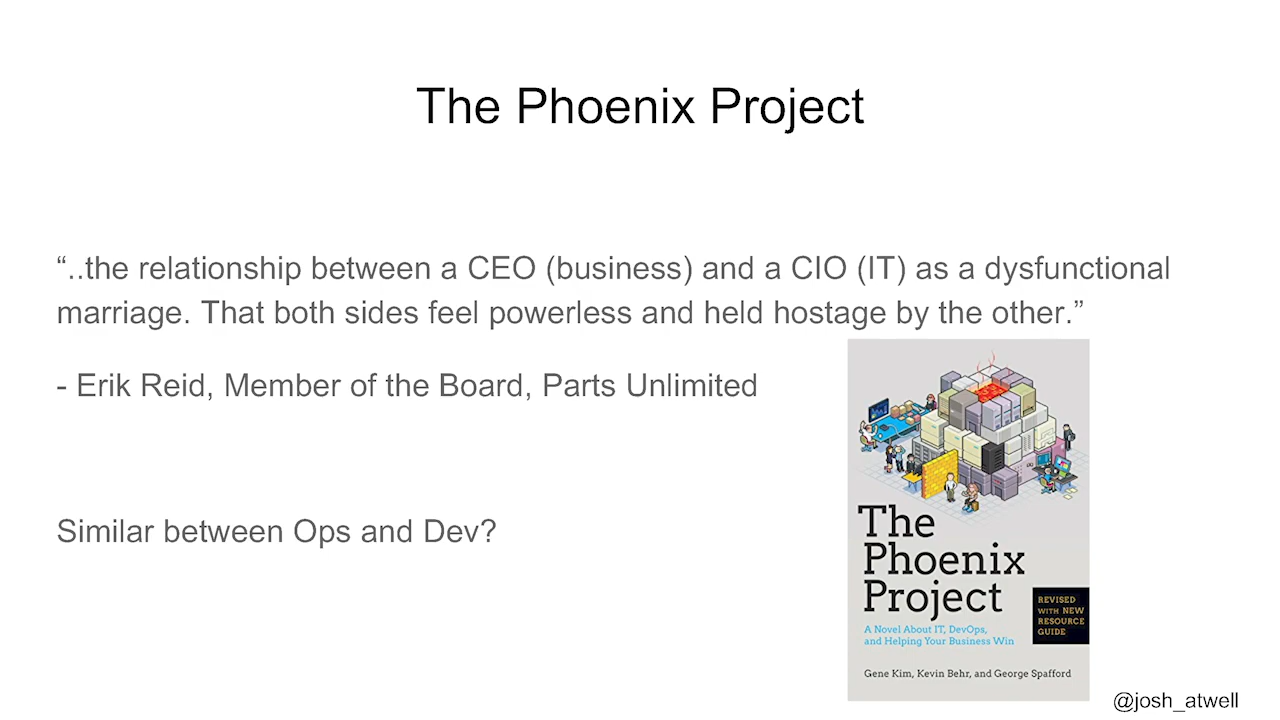 The Phoenix Project
“..the relationship between a CEO (business) and a CIO (IT) as a dysfunctional
marriage. That both sides feel powerless and held hostage by the other.”
- Erik Reid, Member of the Board, Parts Unlimited
Similar between Ops and Dev?
The
Phoenix
Project
A Novel About IT, DevOps,
and Helping Your Business Win
REVISED
WITH NEW
RESOURCE
GUIDE
Gene Kim, Kevin Behr, and George Spafford
@josh_atwell